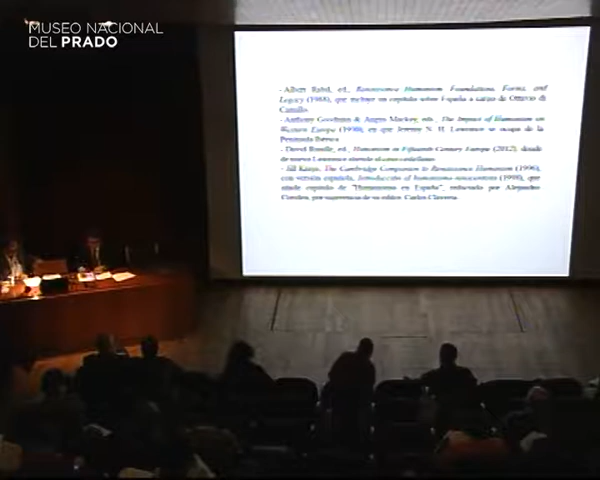 MUSEO NACIONAL
DEL PRADO
- Albert Rabil, ed., Renaissance Humanism. Foundations, Forms, and
Legacy (1988), que incluye un capítulo sobre España a cargo de Ottavio di
Camillo.
- Anthony Goodman & Angus Mackay, eds., The Impact of Humanism on
Western Europe (1990), en que Jeremy N. H. Lawrance se ocupa de la
Península Ibérica
- David Rundle, ed., Humanism in Fifteenth Century Europe (2012), donde
de nuevo Lawrance atiende al caso castellano.
- Jill Kraye, The Cambridge Companion to Renaissance Humanism (1996),
con versión española, Introducción al humanismo renacentista (1998), que
añade capítulo de "Humanismo en España", redactado por Alejandro
Coroleu, por sugerencia de su editor, Carlos Clavería.